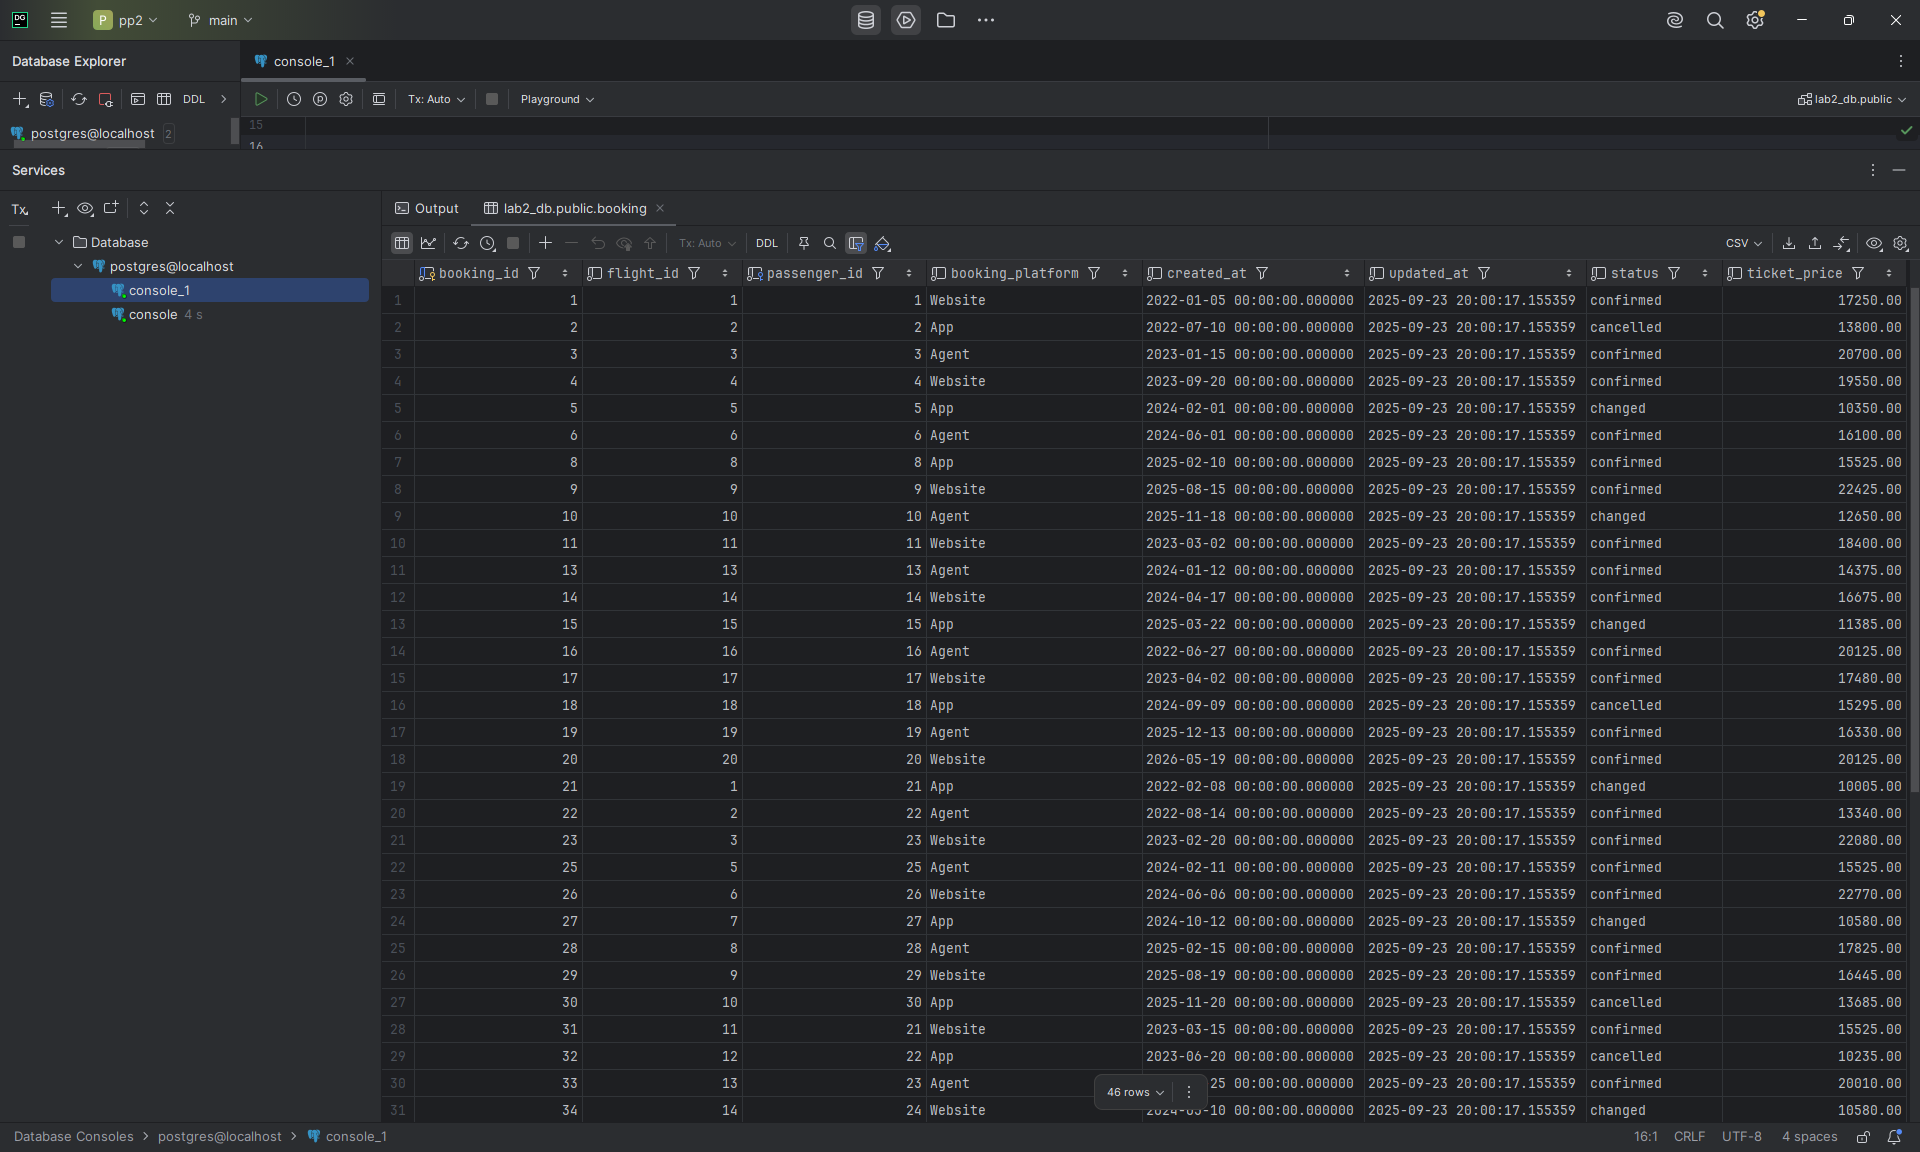 DG P pp2 main
Database Explorer
console_1
DDL
Tx: Auto Playground lab2_db.public
postgres@localhost 2
15
16
Services
Tx
Output lab2_db.public.booking
Database
postgres@localhost
console_1
console 4 s
Tx: Auto DDL CSV
booking_id flight_id passenger_id booking_platform created_at updated_at status ticket_price
1 1 1 1 Website 2022-01-05 00:00:00.000000 2025-09-23 20:00:17.155359 confirmed 17250.00
2 2 2 2 App 2022-07-10 00:00:00.000000 2025-09-23 20:00:17.155359 cancelled 13800.00
3 3 3 3 Agent 2023-01-15 00:00:00.000000 2025-09-23 20:00:17.155359 confirmed 20700.00
4 4 4 4 Website 2023-09-20 00:00:00.000000 2025-09-23 20:00:17.155359 confirmed 19550.00
5 5 5 5 App 2024-02-01 00:00:00.000000 2025-09-23 20:00:17.155359 changed 10350.00
6 6 6 6 Agent 2024-06-01 00:00:00.000000 2025-09-23 20:00:17.155359 confirmed 16100.00
7 8 8 8 App 2025-02-10 00:00:00.000000 2025-09-23 20:00:17.155359 confirmed 15525.00
8 9 9 9 Website 2025-08-15 00:00:00.000000 2025-09-23 20:00:17.155359 confirmed 22425.00
9 10 10 10 Agent 2025-11-18 00:00:00.000000 2025-09-23 20:00:17.155359 changed 12650.00
10 11 11 11 Website 2023-03-02 00:00:00.000000 2025-09-23 20:00:17.155359 confirmed 18400.00
11 13 13 13 Agent 2024-01-12 00:00:00.000000 2025-09-23 20:00:17.155359 confirmed 14375.00
12 14 14 14 Website 2024-04-17 00:00:00.000000 2025-09-23 20:00:17.155359 confirmed 16675.00
13 15 15 15 App 2025-03-22 00:00:00.000000 2025-09-23 20:00:17.155359 changed 11385.00
14 16 16 16 Agent 2022-06-27 00:00:00.000000 2025-09-23 20:00:17.155359 confirmed 20125.00
15 17 17 17 Website 2023-04-02 00:00:00.000000 2025-09-23 20:00:17.155359 confirmed 17480.00
16 18 18 18 App 2024-09-09 00:00:00.000000 2025-09-23 20:00:17.155359 cancelled 15295.00
17 19 19 19 Agent 2025-12-13 00:00:00.000000 2025-09-23 20:00:17.155359 confirmed 16330.00
18 20 20 20 Website 2026-05-19 00:00:00.000000 2025-09-23 20:00:17.155359 confirmed 20125.00
19 21 1 21 App 2022-02-08 00:00:00.000000 2025-09-23 20:00:17.155359 changed 10005.00
20 22 2 22 Agent 2022-08-14 00:00:00.000000 2025-09-23 20:00:17.155359 confirmed 13340.00
21 23 3 23 Website 2023-02-20 00:00:00.000000 2025-09-23 20:00:17.155359 confirmed 22080.00
22 25 5 25 Agent 2024-02-11 00:00:00.000000 2025-09-23 20:00:17.155359 confirmed 15525.00
23 26 6 26 Website 2024-06-06 00:00:00.000000 2025-09-23 20:00:17.155359 confirmed 22770.00
24 27 7 27 App 2024-10-12 00:00:00.000000 2025-09-23 20:00:17.155359 changed 10580.00
25 28 8 28 Agent 2025-02-15 00:00:00.000000 2025-09-23 20:00:17.155359 confirmed 17825.00
26 29 9 29 Website 2025-08-19 00:00:00.000000 2025-09-23 20:00:17.155359 confirmed 16445.00
27 30 10 30 App 2025-11-20 00:00:00.000000 2025-09-23 20:00:17.155359 cancelled 13685.00
28 31 11 21 Website 2023-03-15 00:00:00.000000 2025-09-23 20:00:17.155359 confirmed 15525.00
29 32 12 22 App 2023-06-20 00:00:00.000000 2025-09-23 20:00:17.155359 cancelled 10235.00
30 33 13 23 Agent 25 00:00:00.000000 2025-09-23 20:00:17.155359 confirmed 20010.00
46 rows
31 34 14 24 Website 10 00:00:00.000000 2025-09-23 20:00:17.155359 changed 10580.00
Database Consoles postgres@localhost console_1 16:1 CRLF UTF-8 4 spaces